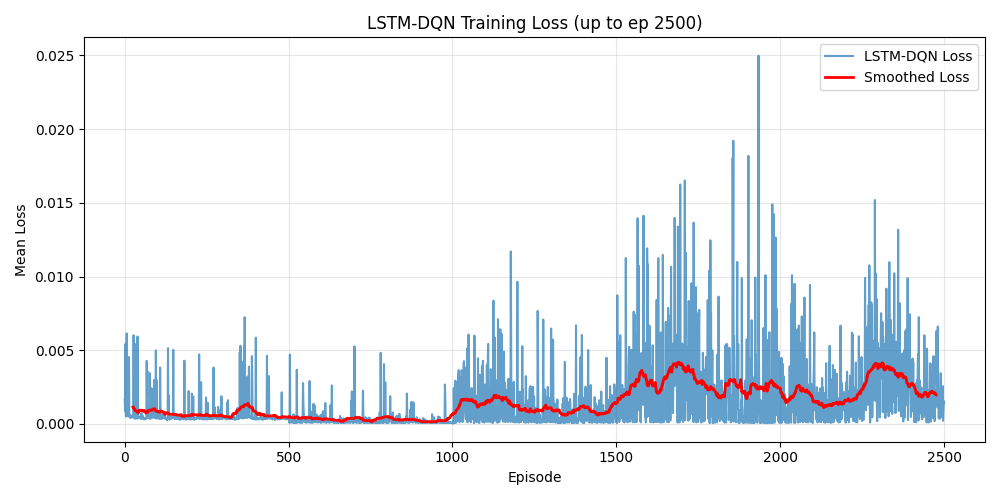 LSTM-DQN Training Loss (up to ep 2500)
LSTM-DQN Loss
Smoothed Loss
Mean Loss
0.025
0.020
0.015
0.010
0.005
0.000
0 500 1000 1500 2000 2500
Episode